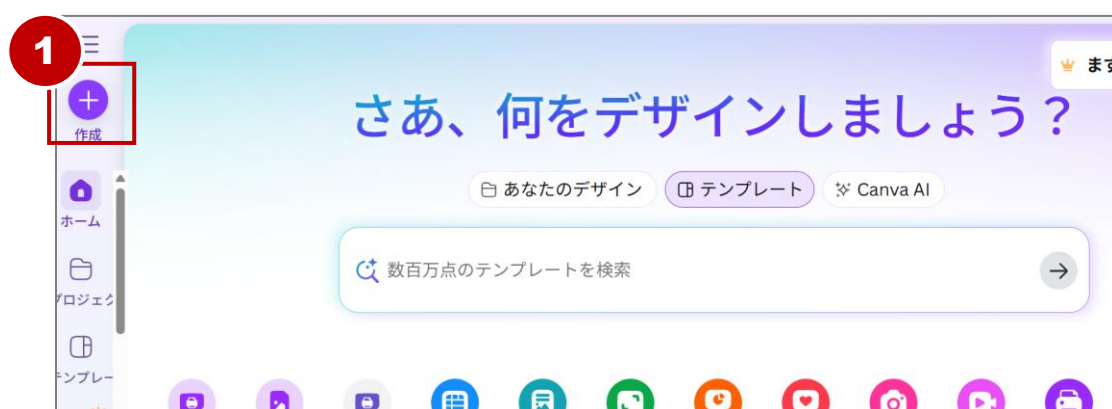 1
作成
ます
さあ、何をデザインしましょう？
あなたのデザイン
テンプレート
Canva AI
ホーム
数百万点のテンプレートを検索
プロジェク
テンプレー